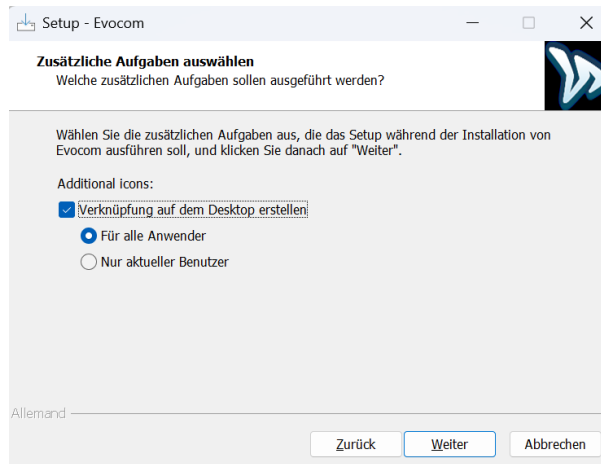 Setup - Evocom
Zusätzliche Aufgaben auswählen
Welche zusätzlichen Aufgaben sollen ausgeführt werden?
Wählen Sie die zusätzlichen Aufgaben aus, die das Setup während der Installation von
Evocom ausführen soll, und klicken Sie danach auf "Weiter".
Additional icons:
Verknüpfung auf dem Desktop erstellen
Für alle Anwender
Nur aktueller Benutzer
Allemand
Zurück Weiter Abbrechen